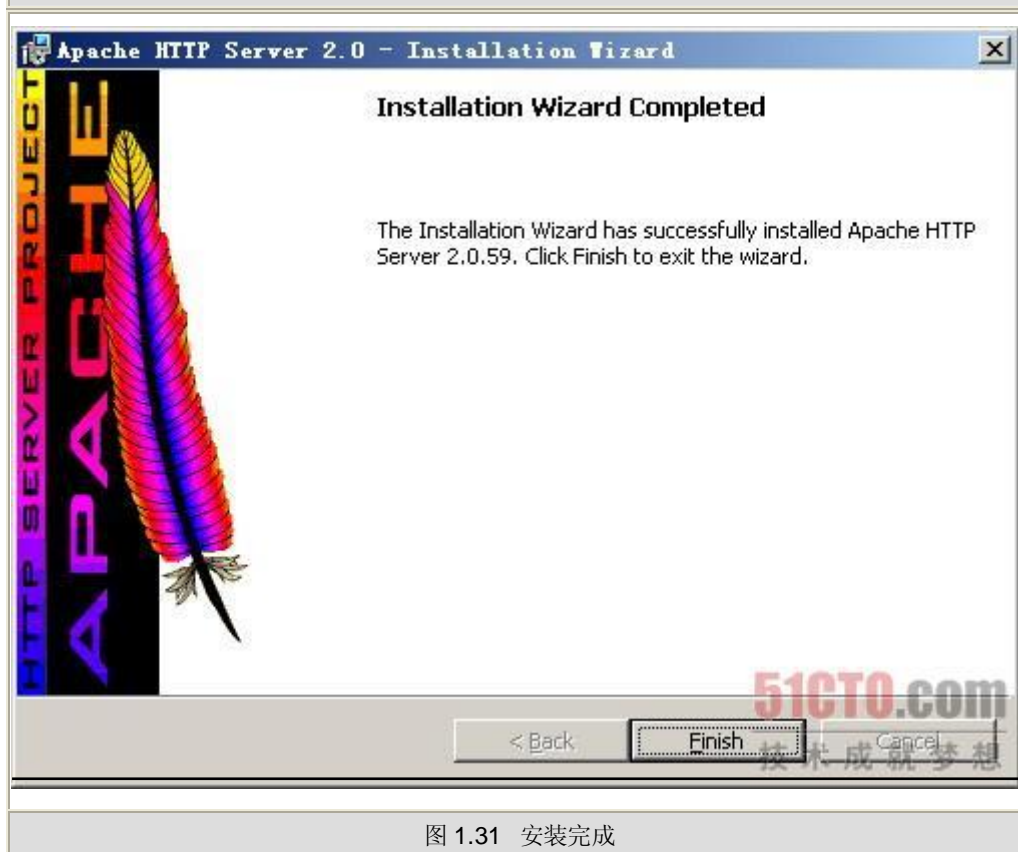 Apache HTTP Server 2.0 - Installation Wizard
HTTP SERVER PROJECT
APACHE
Installation Wizard Completed
The Installation Wizard has successfully installed Apache HTTP
Server 2.0.59. Click Finish to exit the wizard.
51CTO.com
技术成就梦想
< Back
Finish
Cancel
图 1.31 安装完成